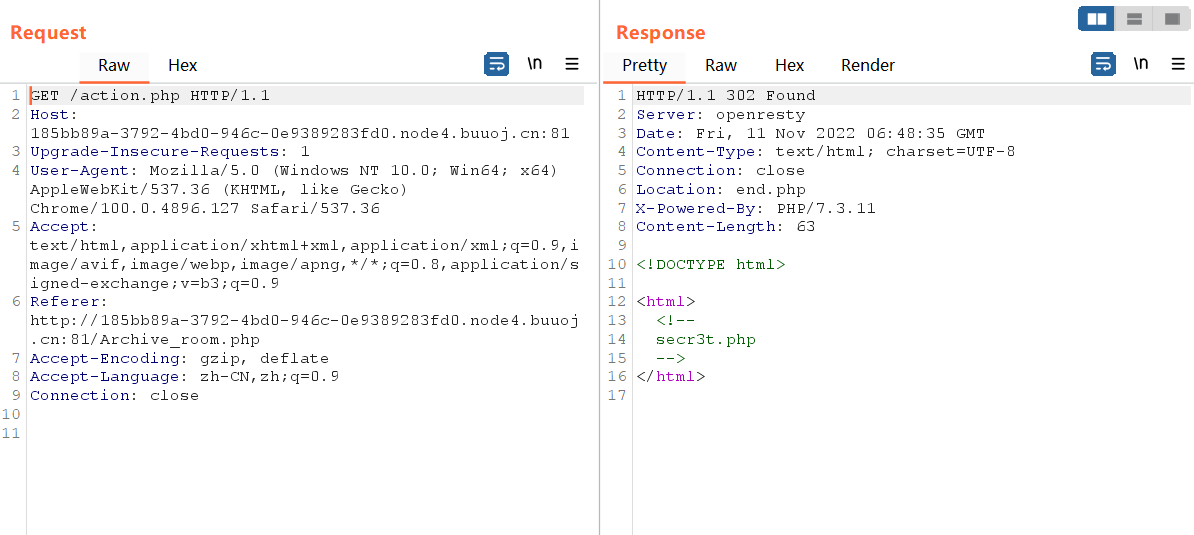 Request
Raw Hex \n
1 GET /action.php HTTP/1.1
2 Host:
185bb89a-3792-4bd0-946c-0e9389283fd0.node4.buuoj.cn:81
3 Upgrade-Insecure-Requests: 1
4 User-Agent: Mozilla/5.0 (Windows NT 10.0; Win64; x64)
AppleWebKit/537.36 (KHTML, like Gecko)
Chrome/100.0.4896.127 Safari/537.36
5 Accept:
text/html,application/xhtml+xml,application/xml;q=0.9,i
mage/avif,image/webp,image/apng,*/*;q=0.8,application/s
igned-exchange;v=b3;q=0.9
6 Referer:
http://185bb89a-3792-4bd0-946c-0e9389283fd0.node4.buuoj
.cn:81/Archive_room.php
7 Accept-Encoding: gzip, deflate
8 Accept-Language: zh-CN,zh;q=0.9
9 Connection: close
10
11
Response
Pretty Raw Hex Render \n
1 HTTP/1.1 302 Found
2 Server: openresty
3 Date: Fri, 11 Nov 2022 06:48:35 GMT
4 Content-Type: text/html; charset=UTF-8
5 Connection: close
6 Location: end.php
7 X-Powered-By: PHP/7.3.11
8 Content-Length: 63
9
10 <!DOCTYPE html>
11
12 <html>
13 <!--
14 secr3t.php
15 -->
16 </html>
17